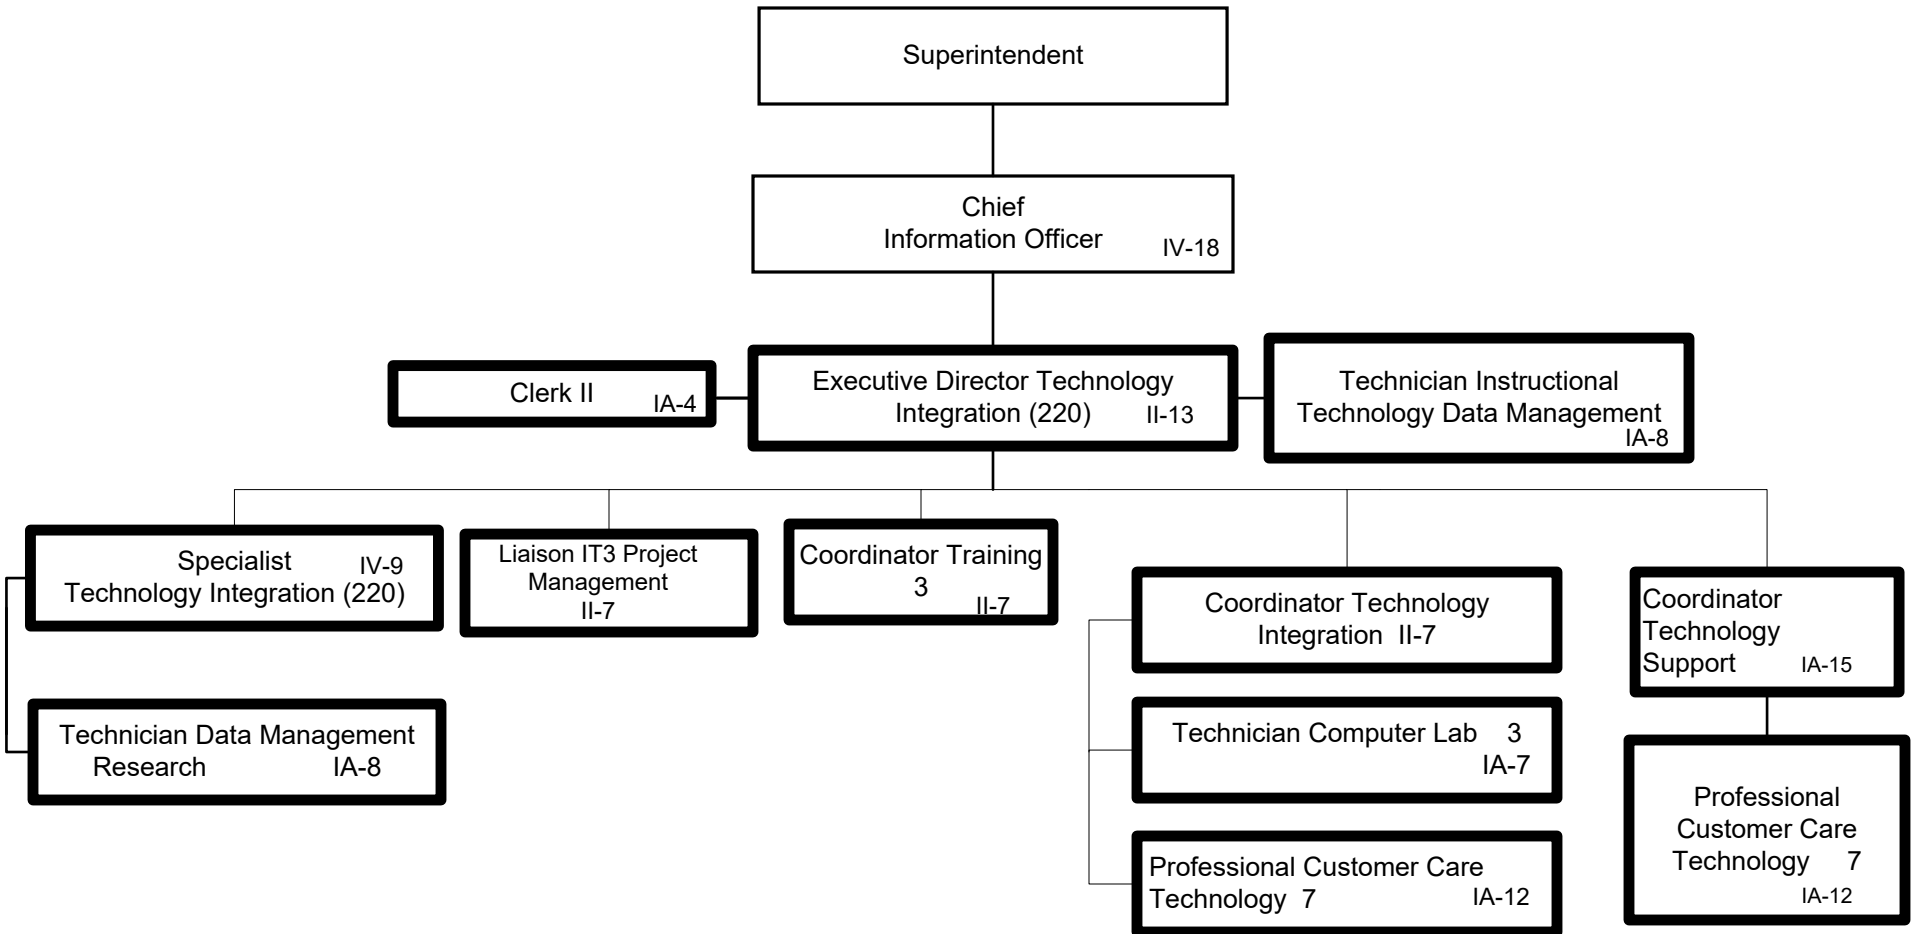 Superintendent
Chief
Information Officer IV-18
Clerk II IA-4
Executive Director Technology
Integration (220) II-13
Technician Instructional
Technology Data Management
IA-8
Specialist IV-9
Technology Integration (220)
Technician Data Management
Research IA-8
Liaison IT3 Project
Management
II-7
Coordinator Training
3
II-7
Coordinator Technology
Integration II-7
Technician Computer Lab 3
IA-7
Professional Customer Care
Technology 7 IA-12
Coordinator
Technology
Support IA-15
Professional
Customer Care
Technology 7
IA-12